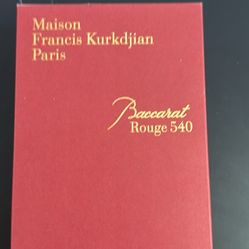 Maison
Francis Kurkdjian
Paris
Baccarat
Rouge 540